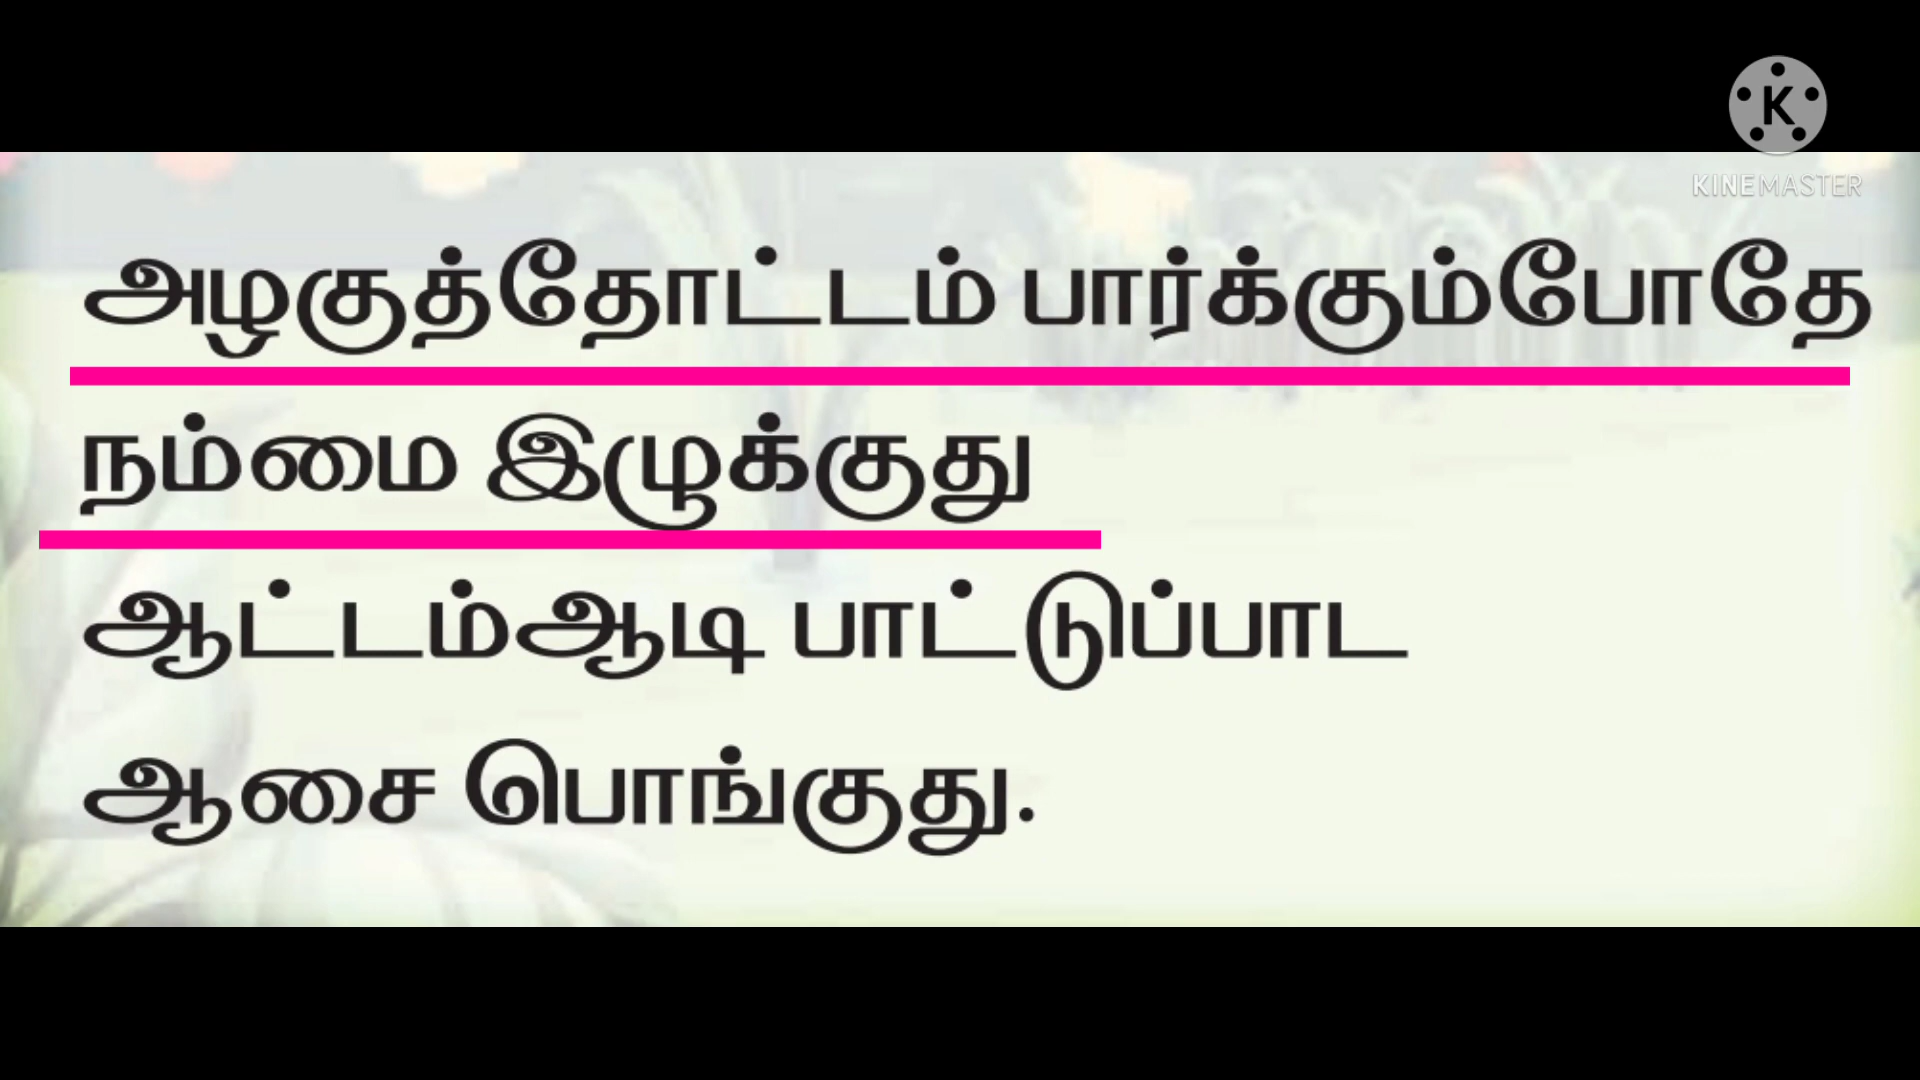 KINEMASTER
அழகுத்தோட்டம் பார்க்கும்போதே
நம்மை இழுக்குது
ஆட்டம்ஆடி பாட்டுப்பாட
ஆசை பொங்குது.